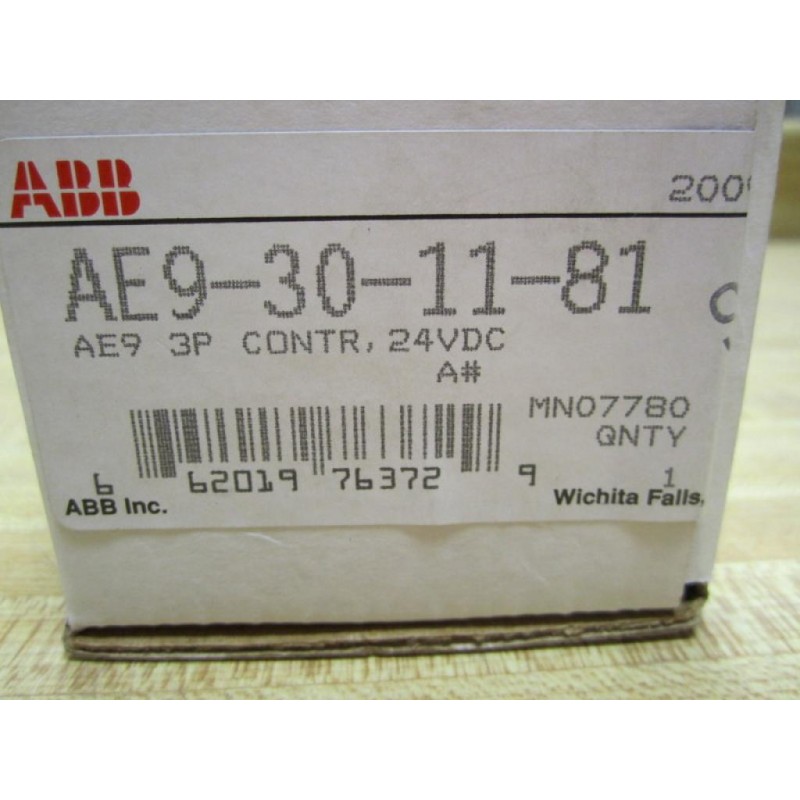 ABB
200
AE9-30-11-81
AE9 3P CONTR, 24VDC
A#
MN07780
QNTY
6 62019 76372 9
1
ABB Inc.
Wichita Falls,